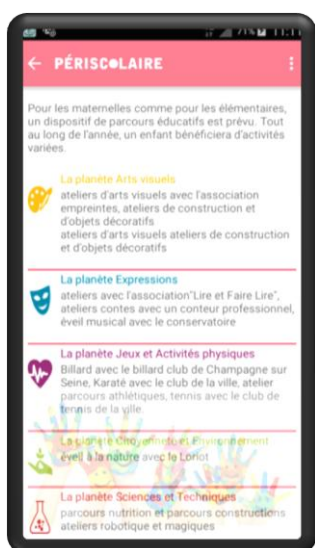 71% 11:11
PÉRISCOLAIRE
Pour les maternelles comme pour les élémentaires,
un dispositif de parcours éducatifs est prévu. Tout
au long de l'année, un enfant bénéficiera d'activités
variées.
La planète Arts visuels
ateliers d'arts visuels avec l'association
empreintes, ateliers de construction et
d'objets décoratifs
ateliers d'arts visuels ateliers de construction
et d'objets décoratifs
La planète Expressions
ateliers avec l'association"Lire et Faire Lire",
ateliers contes avec un conteur professionnel,
éveil musical avec le conservatoire
La planète Jeux et Activités physiques
Billard avec le billard club de Champagne sur
Seine, Karaté avec le club de la ville, atelier
parcours athlétiques, tennis avec le club de
tennis de la ville.
La planète Citoyenneté et Environnement
éveil à la nature avec le Loriot
La planète Sciences et Techniques
parcours nutrition et parcours constructions
ateliers robotique et magiques